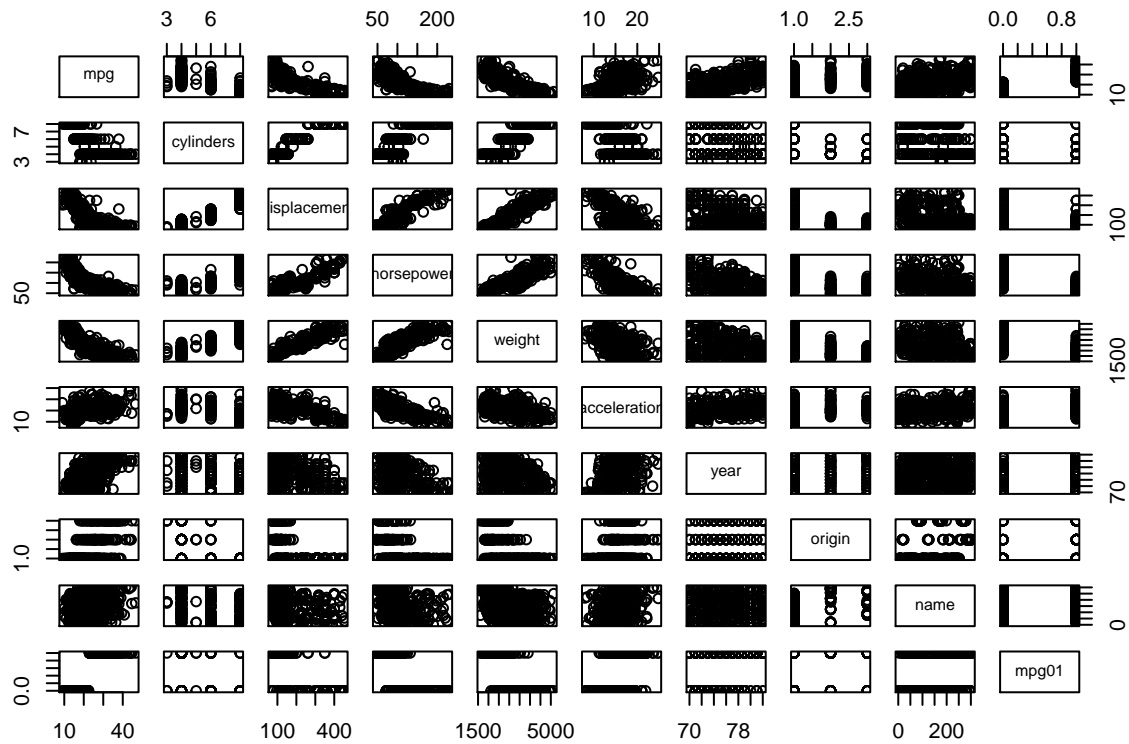 3 6 50 200 10 20 1.0 2.5 0.0 0.8
mpg 10
3 7 cylinders
isplacemen 100
50 horsepower
weight 1500
10 acceleration
year 70
1.0 origin
name 0
0.0 mpg01
10 40 100 400 1500 5000 70 78 0 200